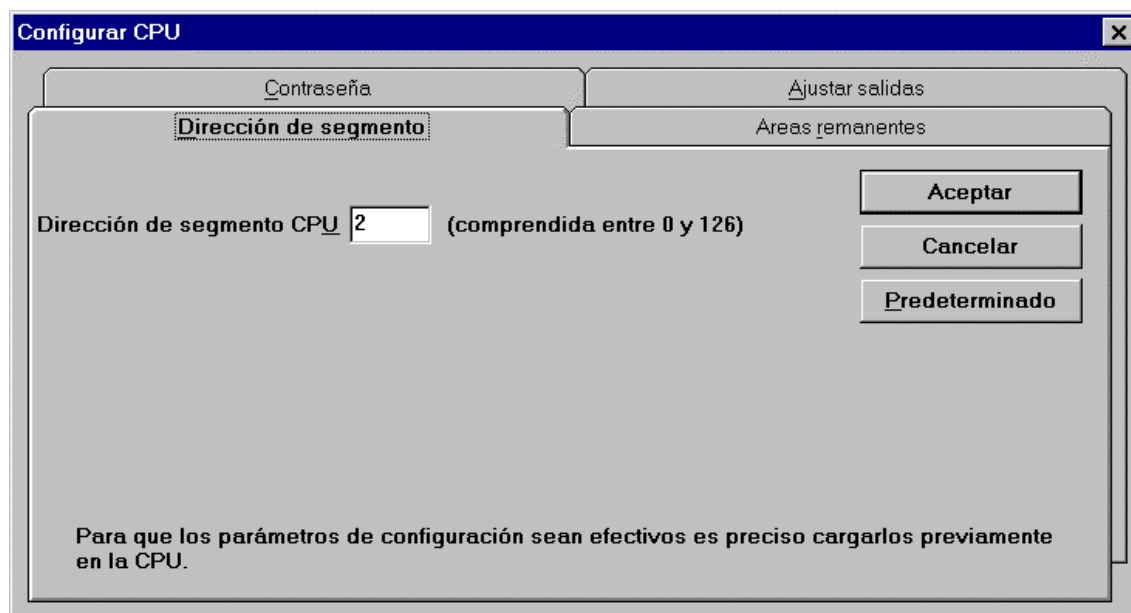 Configurar CPU
Contraseña
Ajustar salidas
Dirección de segmento
Areas remanentes
Dirección de segmento CPU 2 (comprendida entre 0 y 126)
Aceptar
Cancelar
Predeterminado
Para que los parámetros de configuración sean efectivos es preciso cargarlos previamente
en la CPU.